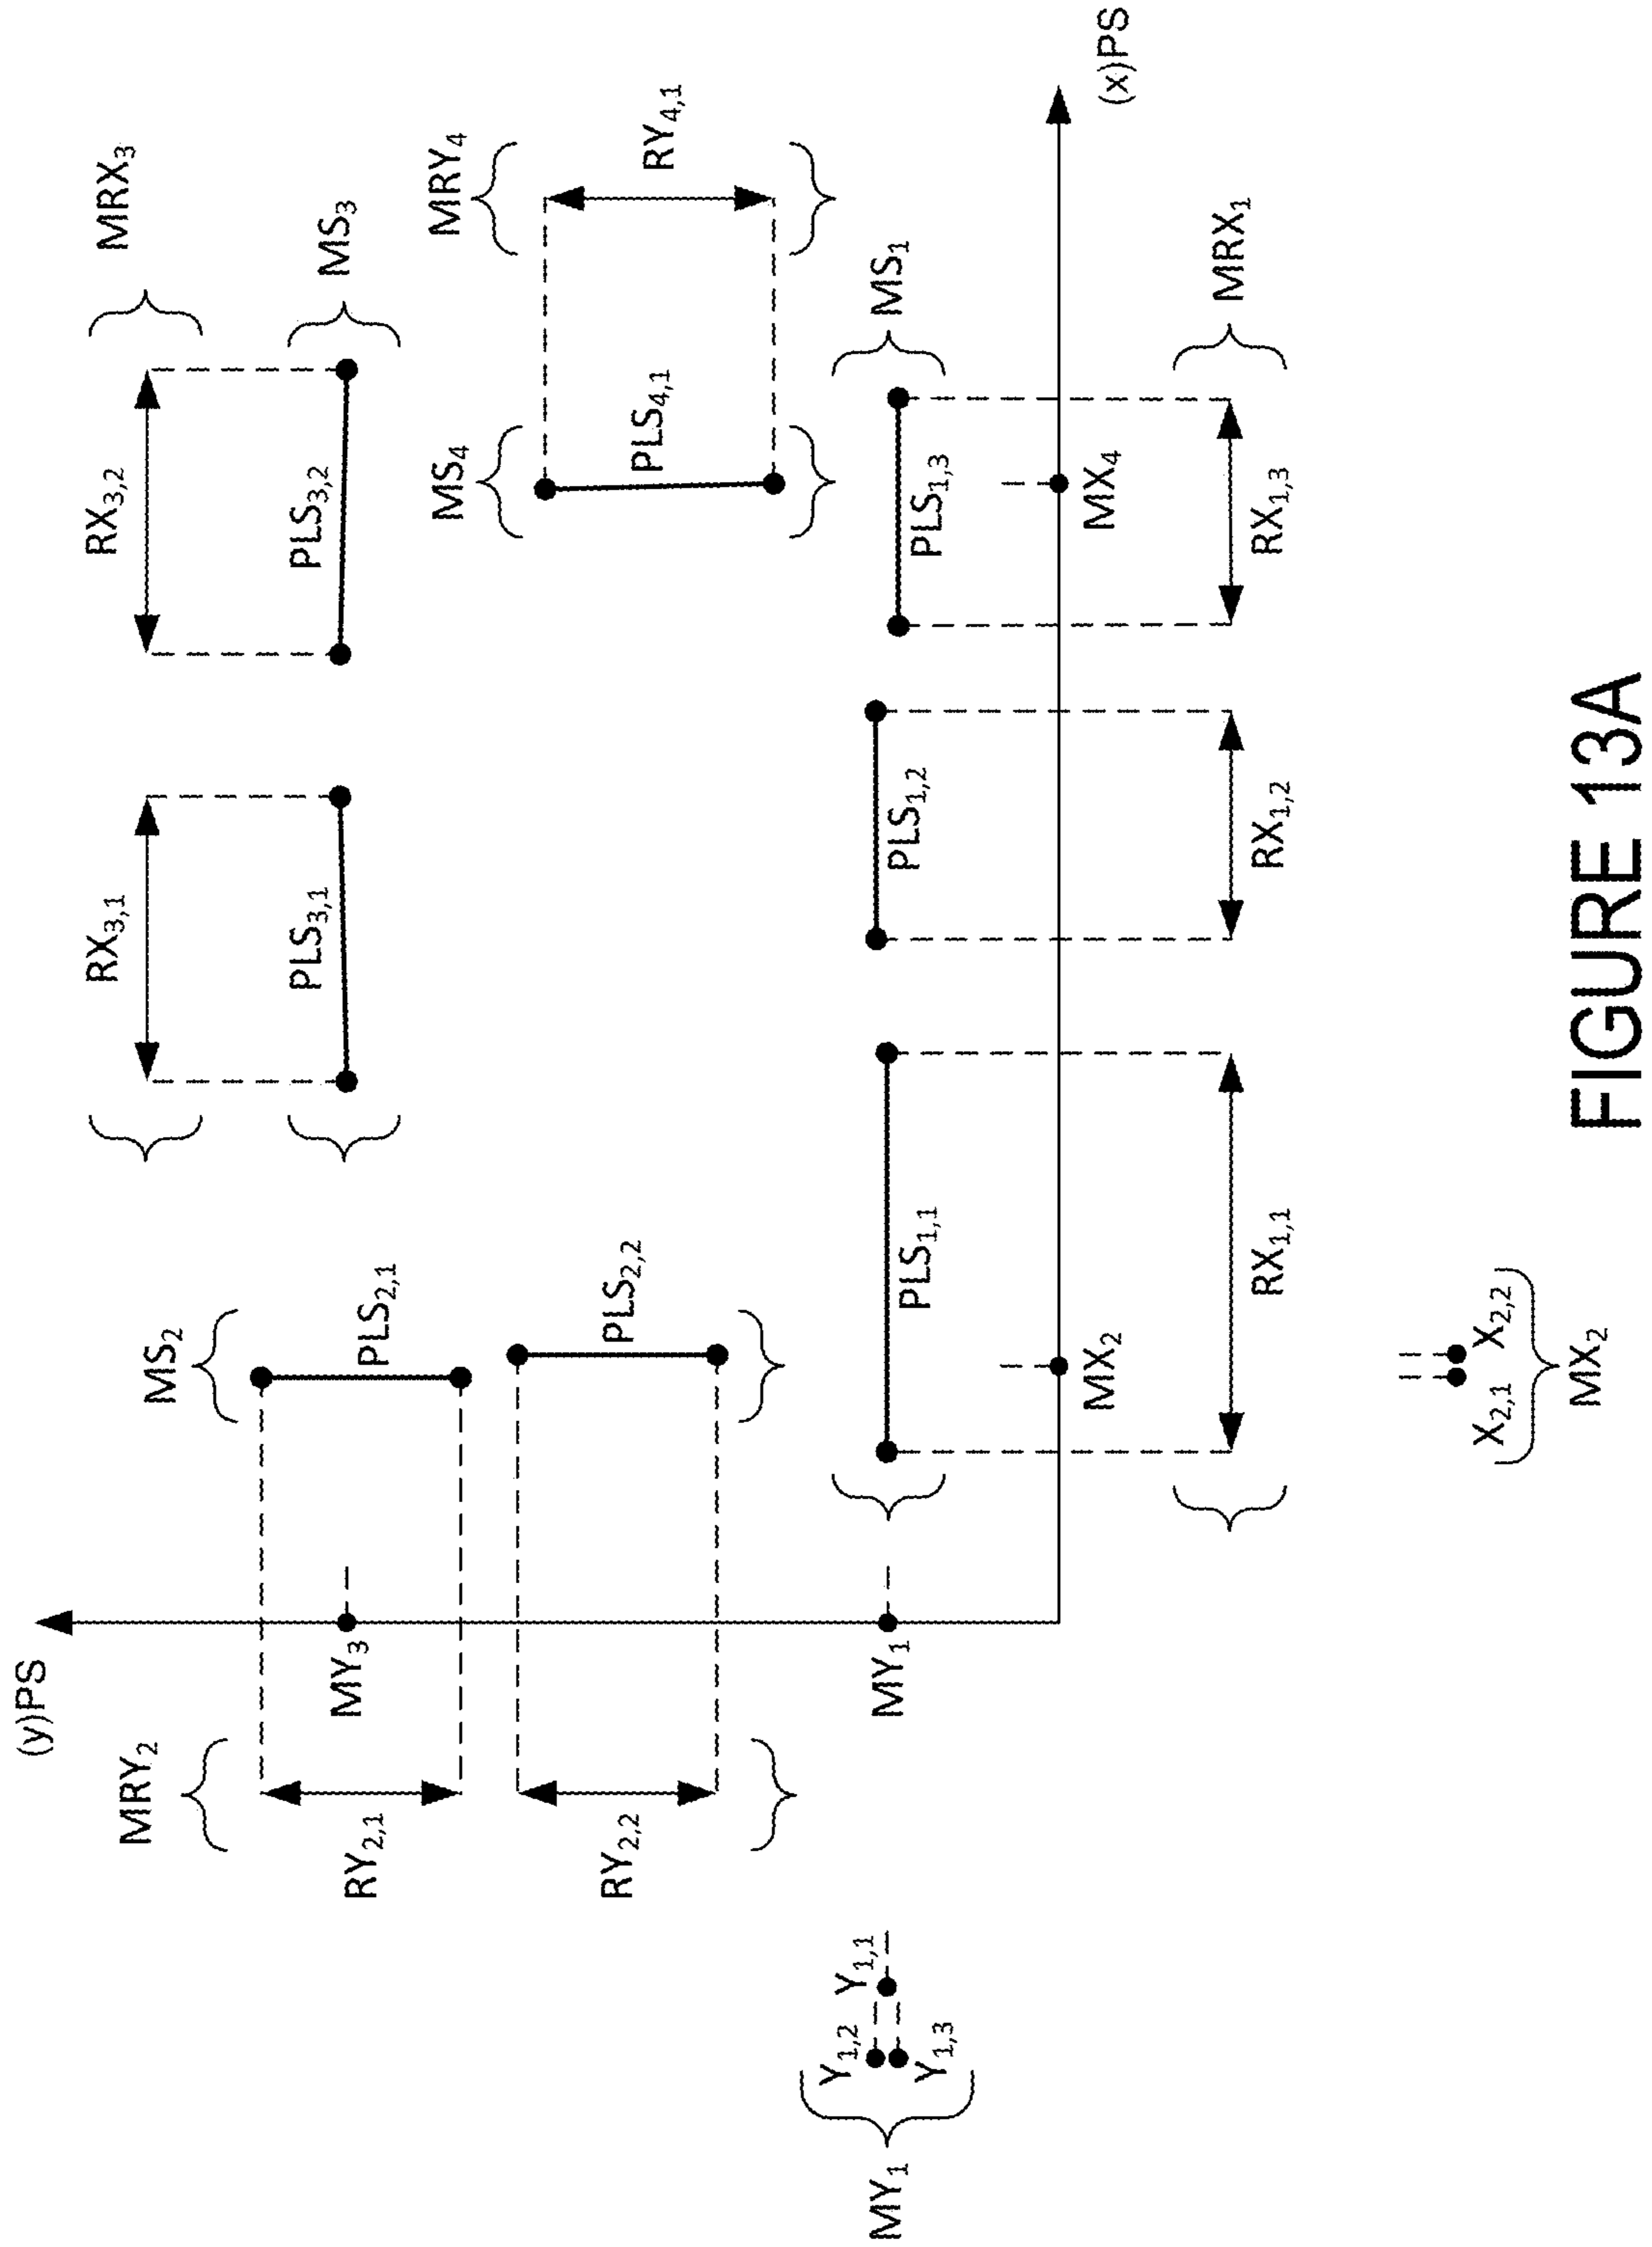 (y)PS
MRY2
RY2,1
RY2,2
MY3
MY1
MS2
PLS2,1
PLS2,2
RX3,1
RX3,2
MRX3
PLS3,1
PLS3,2
MS3
MS4
PLS4,1
MRY4
RY4,1
MY1
Y1,2
Y1,1
Y1,3
PLS1,1
PLS1,2
PLS1,3
MS1
MX2
MX4
(x)PS
RX1,1
RX1,2
RX1,3
MRX1
X2,1
X2,2
MX2
FIGURE 13A